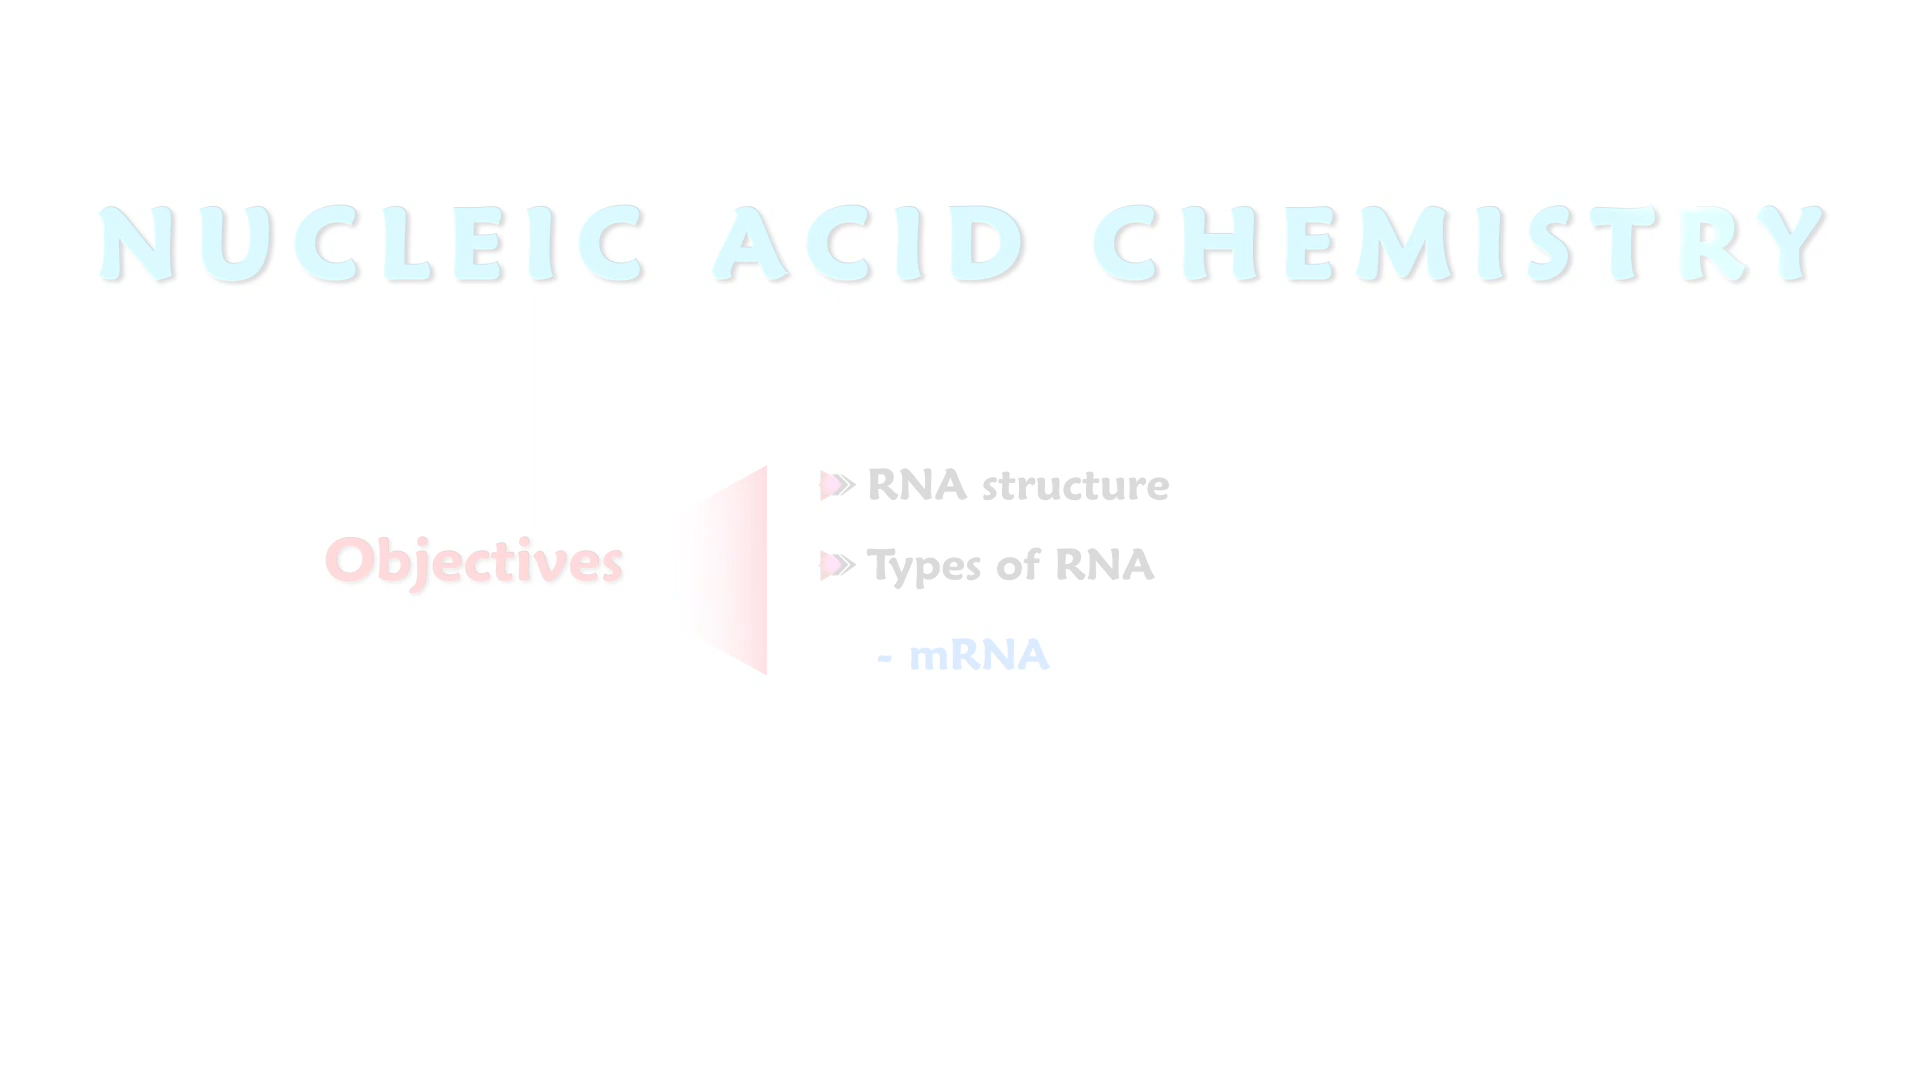 NUCLEIC ACID CHEMISTRY
Objectives
RNA structure
Types of RNA
- mRNA